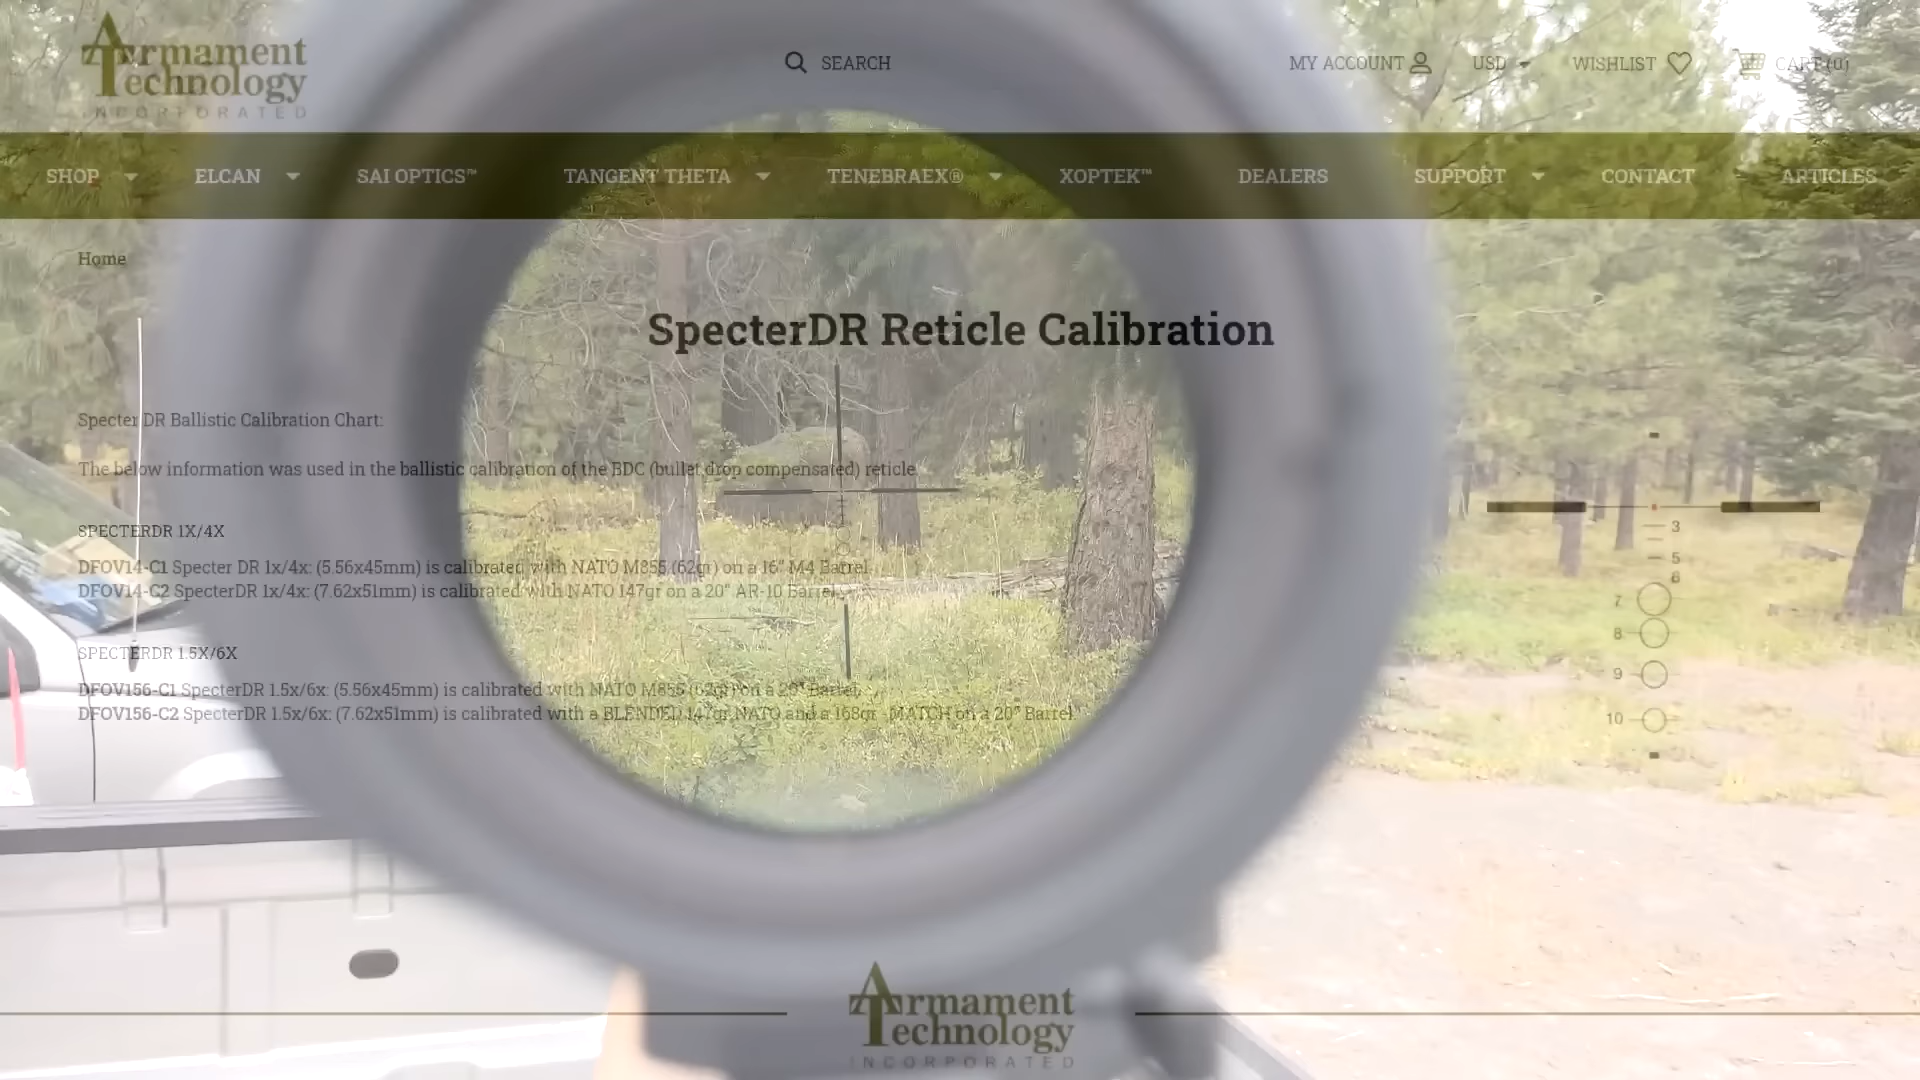 Armament
Technology
INCORPORATED
SEARCH
MY ACCOUNT
USD
WISHLIST
CART (0)
SHOP
ELCAN
SAI OPTICS™
TANGENT THETA
TENEBRAEX®
XOPTEK™
DEALERS
SUPPORT
CONTACT
ARTICLES
Home
SpecterDR Reticle Calibration
Specter DR Ballistic Calibration Chart:
The below information was used in the ballistic calibration of the BDC (bullet drop compensated) reticle.
SPECTERDR 1X/4X
DFOV14-C1 Specter DR 1x/4x: (5.56x45mm) is calibrated with NATO M855 (62gr) on a 16" M4 Barrel.
DFOV14-C2 SpecterDR 1x/4x: (7.62x51mm) is calibrated with NATO 147gr on a 20" AR-10 Barrel.
SPECTERDR 1.5X/6X
DFOV156-C1 SpecterDR 1.5x/6x: (5.56x45mm) is calibrated with NATO M855 (62gr) on a 20" Barrel.
DFOV156-C2 SpecterDR 1.5x/6x: (7.62x51mm) is calibrated with a BLENDED 147gr NATO and a 168gr -MATCH on a 20" Barrel.
3
5
6
7
8
9
10
Armament
Technology
INCORPORATED